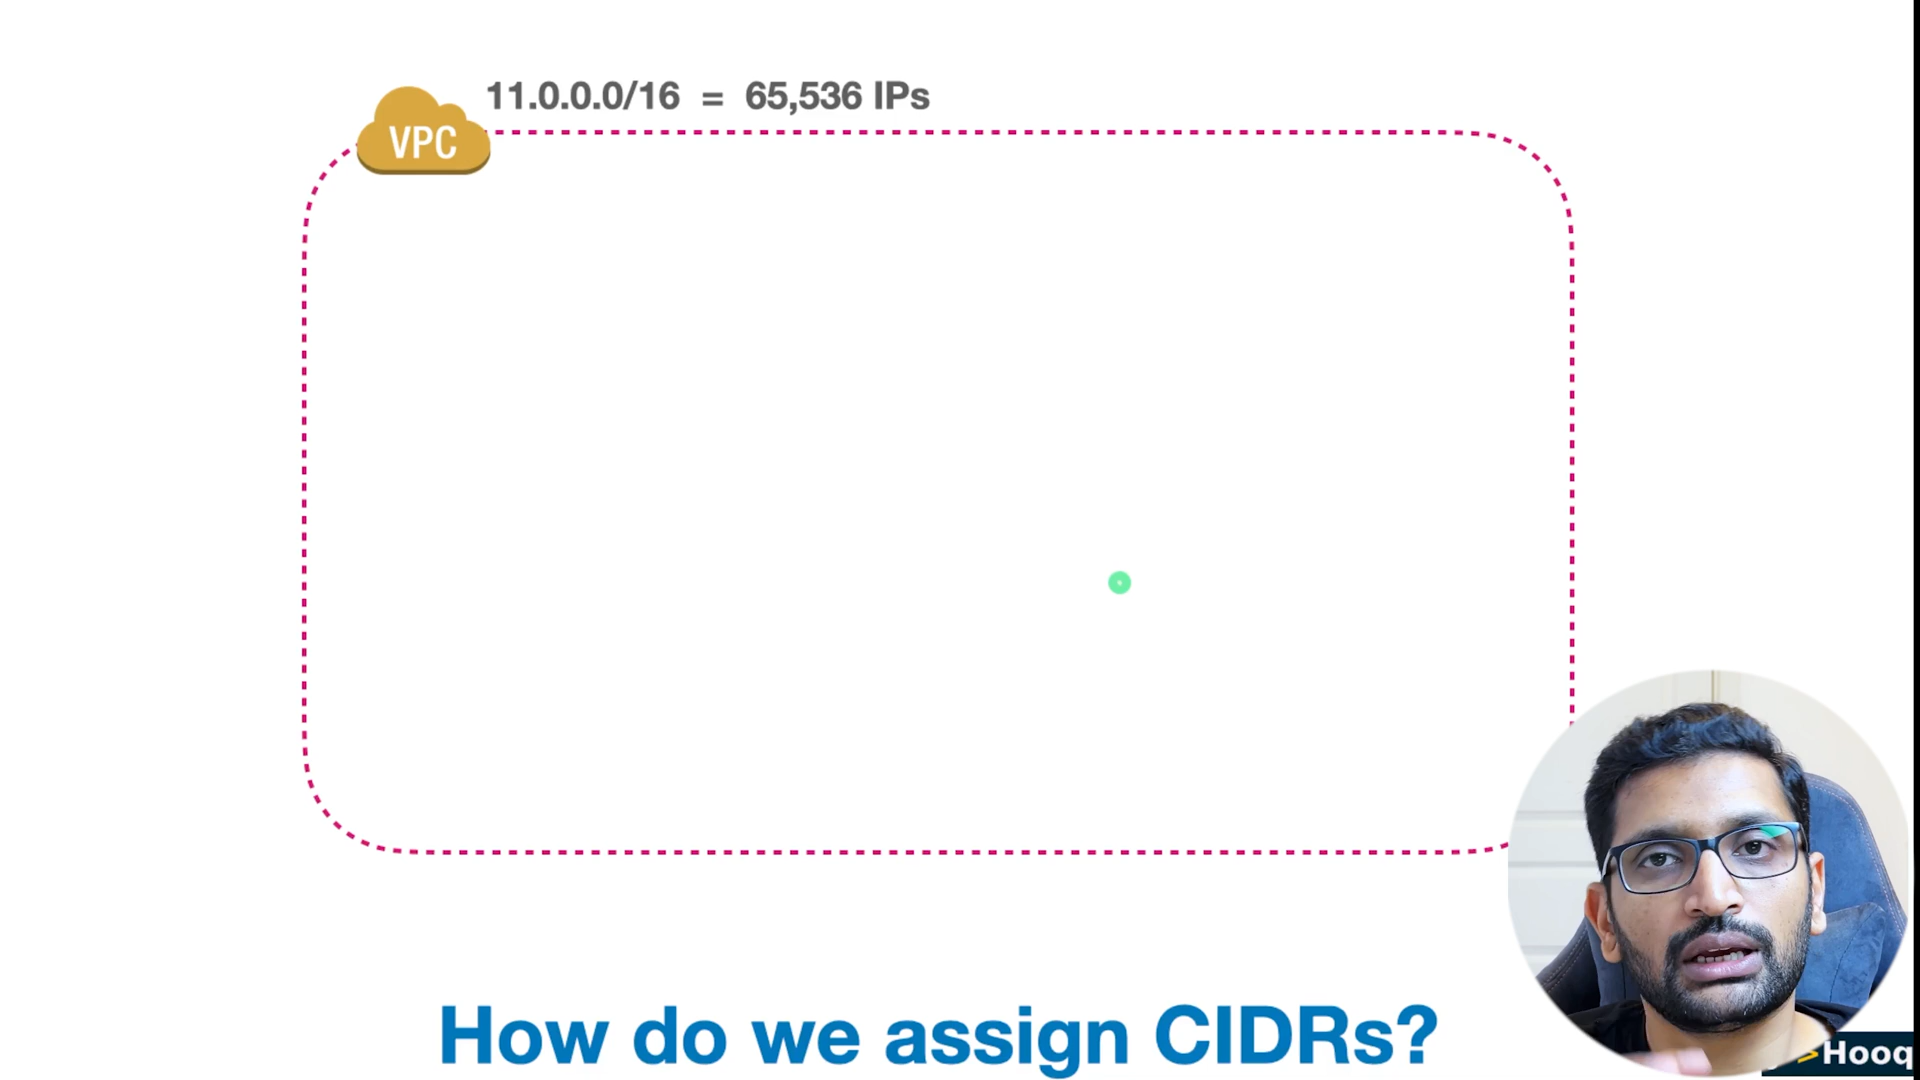 11.0.0.0/16 = 65,536 IPs
VPC
How do we assign CIDRs?
>Hooq